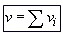 v = ∑ vᵢ